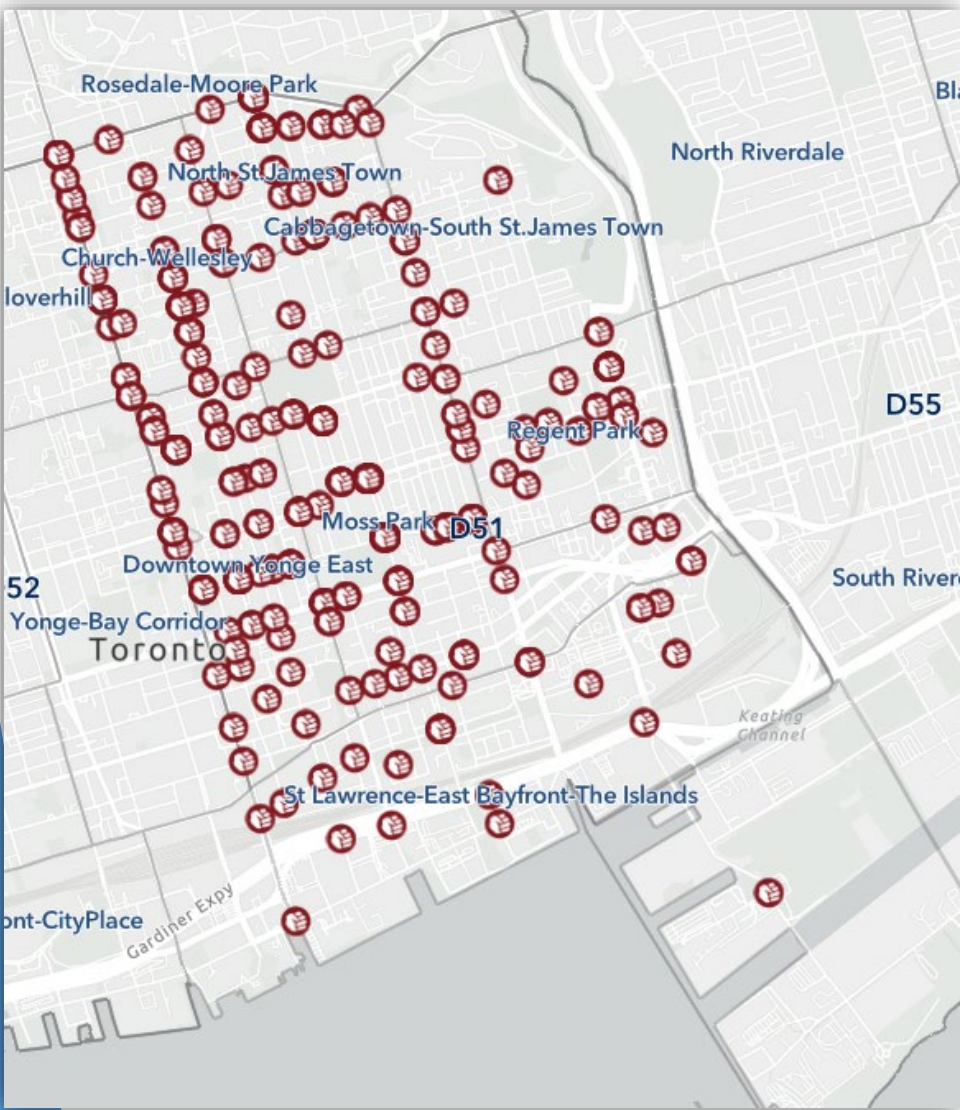 Rosedale-Moore Park
Bla
North Riverdale
North St.James Town
Cabbagetown-South St.James Town
Church-Wellesley
loverhill
D55
Regent Park
Moss Park
D51
Downtown Yonge East
52
South River
Yonge-Bay Corridor
Toronto
Keating
Channel
St Lawrence-East Bayfront-The Islands
ont-CityPlace
Gardiner Expy